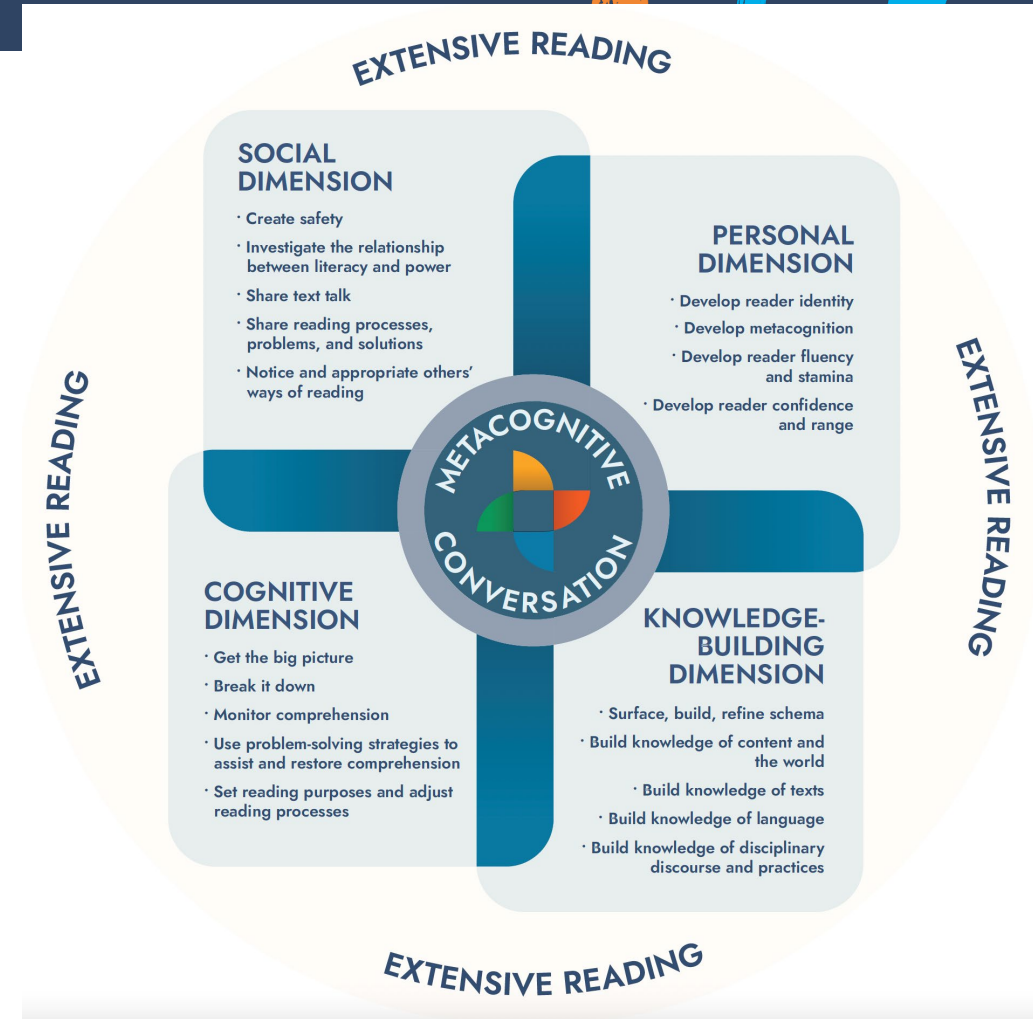 EXTENSIVE READING
SOCIAL
DIMENSION
· Create safety
· Investigate the relationship
between literacy and power
· Share text talk
· Share reading processes,
problems, and solutions
· Notice and appropriate others’
ways of reading
PERSONAL
DIMENSION
· Develop reader identity
· Develop metacognition
· Develop reader fluency
and stamina
· Develop reader confidence
and range
EXTENSIVE READING
EXTENSIVE READING
METACOGNITIVE
CONVERSATION
COGNITIVE
DIMENSION
· Get the big picture
· Break it down
· Monitor comprehension
· Use problem-solving strategies to
assist and restore comprehension
· Set reading purposes and adjust
reading processes
KNOWLEDGE-
BUILDING
DIMENSION
· Surface, build, refine schema
· Build knowledge of content and
the world
· Build knowledge of texts
· Build knowledge of language
· Build knowledge of disciplinary
discourse and practices
EXTENSIVE READING